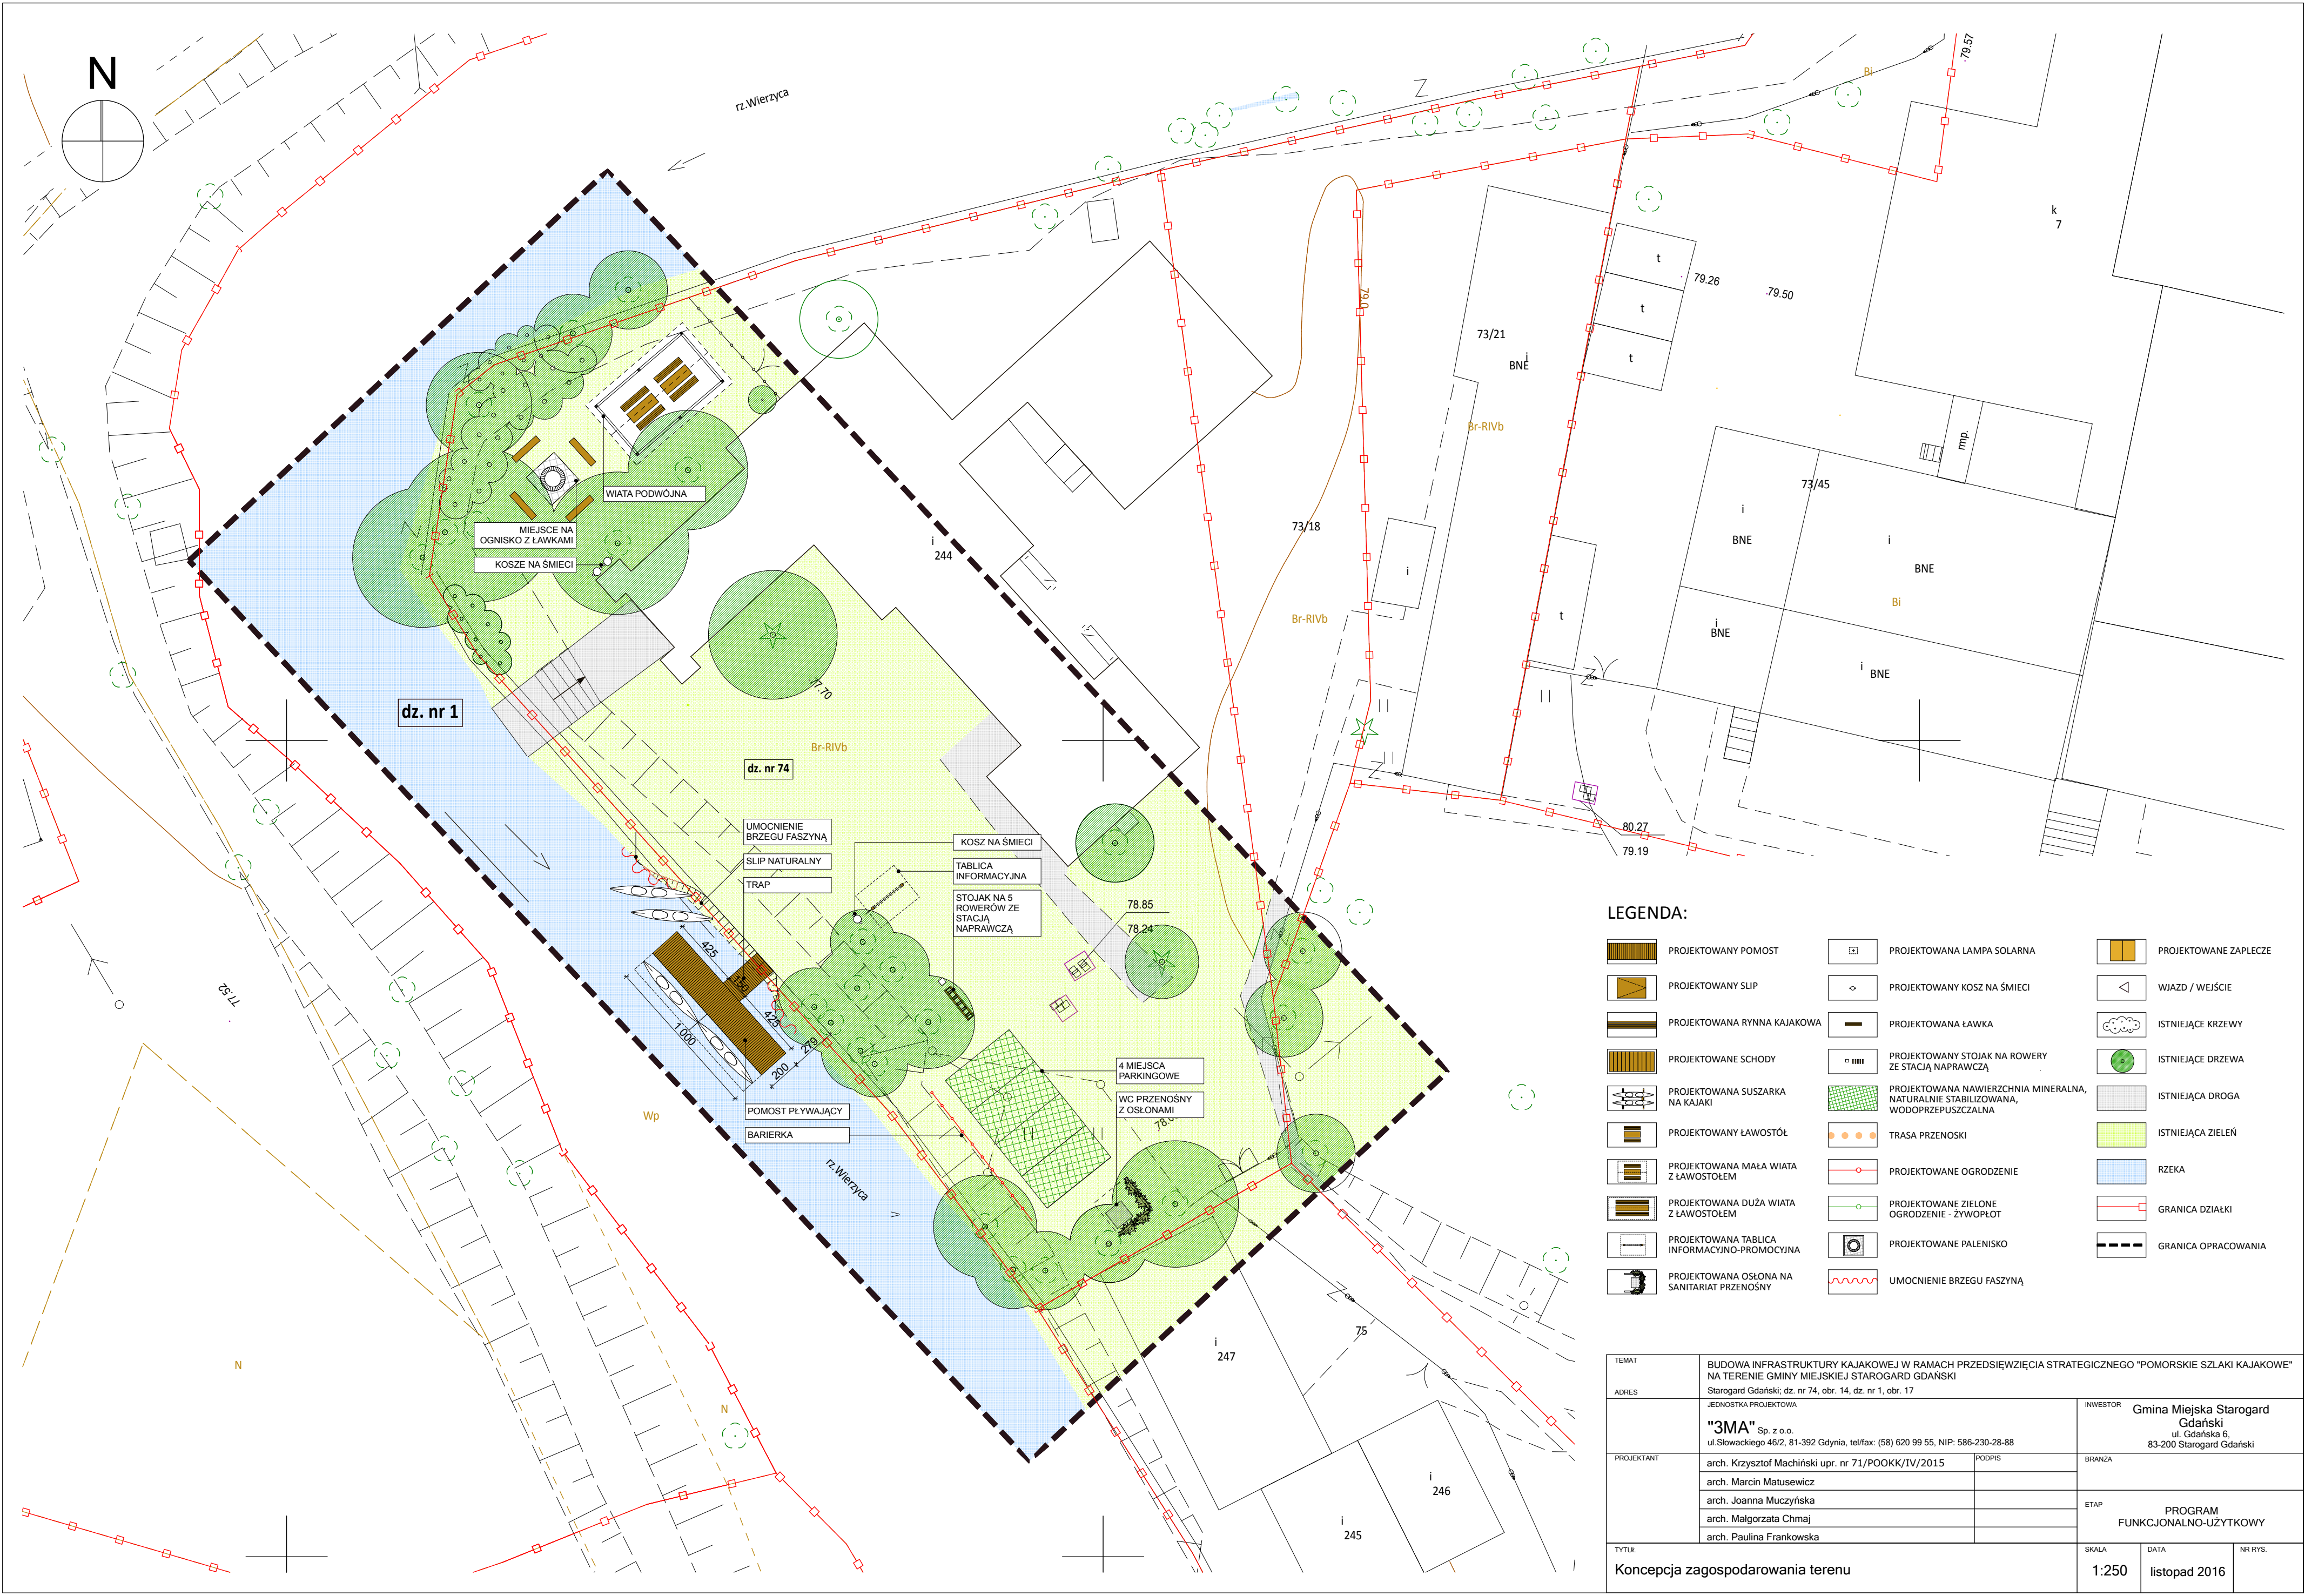 N
rz.Wierzyca
.79.57
Bi
k
7
t
79.26
.79.50
t
t
79.0
73/21
i
BNE
Br-RIVb
rmp.
73/45
i
BNE
i
BNE
73/18
i
244
i
Bi
Br-RIVb
t
i
BNE
i
BNE
WIATA PODWÓJNA
MIEJSCE NA
OGNISKO Z ŁAWKAMI
KOSZE NA ŚMIECI
.77.70
dz. nr 1
Br-RIVb
dz. nr 74
80.27
79.19
UMOCNIENIE
BRZEGU FASZYNĄ
SLIP NATURALNY
TRAP
KOSZ NA ŚMIECI
TABLICA
INFORMACYJNA
STOJAK NA 5
ROWERÓW ZE
STACJĄ
NAPRAWCZĄ
78.85
78.24
425
150
425
1 000
279
200
77.52
4 MIEJSCA
PARKINGOWE
WC PRZENOŚNY
Z OSŁONAMI
POMOST PŁYWAJĄCY
BARIERKA
Wp
rz.Wierzyca
N
N
75
i
247
i
246
i
245
LEGENDA:
PROJEKTOWANY POMOST
PROJEKTOWANY SLIP
PROJEKTOWANA RYNNA KAJAKOWA
PROJEKTOWANE SCHODY
PROJEKTOWANA SUSZARKA
NA KAJAKI
PROJEKTOWANY ŁAWOSTÓŁ
PROJEKTOWANA MAŁA WIATA
Z ŁAWOSTOŁEM
PROJEKTOWANA DUŻA WIATA
Z ŁAWOSTOŁEM
PROJEKTOWANA TABLICA
INFORMACYJNO-PROMOCYJNA
PROJEKTOWANA OSŁONA NA
SANITARIAT PRZENOŚNY
PROJEKTOWANA LAMPA SOLARNA
PROJEKTOWANY KOSZ NA ŚMIECI
PROJEKTOWANA ŁAWKA
PROJEKTOWANY STOJAK NA ROWERY
ZE STACJĄ NAPRAWCZĄ
PROJEKTOWANA NAWIERZCHNIA MINERALNA,
NATURALNIE STABILIZOWANA,
WODOPRZEPUSZCZALNA
TRASA PRZENOSKI
PROJEKTOWANE OGRODZENIE
PROJEKTOWANE ZIELONE
OGRODZENIE - ŻYWOPŁOT
PROJEKTOWANE PALENISKO
UMOCNIENIE BRZEGU FASZYNĄ
PROJEKTOWANE ZAPLECZE
WJAZD / WEJŚCIE
ISTNIEJĄCE KRZEWY
ISTNIEJĄCE DRZEWA
ISTNIEJĄCA DROGA
ISTNIEJĄCA ZIELEŃ
RZEKA
GRANICA DZIAŁKI
GRANICA OPRACOWANIA
TEMAT
BUDOWA INFRASTRUKTURY KAJAKOWEJ W RAMACH PRZEDSIĘWZIĘCIA STRATEGICZNEGO "POMORSKIE SZLAKI KAJAKOWE"
NA TERENIE GMINY MIEJSKIEJ STAROGARD GDAŃSKI
ADRES
Starogard Gdański; dz. nr 74, obr. 14, dz. nr 1, obr. 17
JEDNOSTKA PROJEKTOWA
"3MA" Sp. z o.o.
ul.Słowackiego 46/2, 81-392 Gdynia, tel/fax: (58) 620 99 55, NIP: 586-230-28-88
INWESTOR
Gmina Miejska Starogard
Gdański
ul. Gdańska 6,
83-200 Starogard Gdański
PROJEKTANT
arch. Krzysztof Machiński upr. nr 71/POOKK/IV/2015
PODPIS
arch. Marcin Matusewicz
arch. Joanna Muczyńska
arch. Małgorzata Chmaj
arch. Paulina Frankowska
BRANŻA
ETAP
PROGRAM
FUNKCJONALNO-UŻYTKOWY
TYTUŁ
Koncepcja zagospodarowania terenu
SKALA
1:250
DATA
listopad 2016
NR RYS.